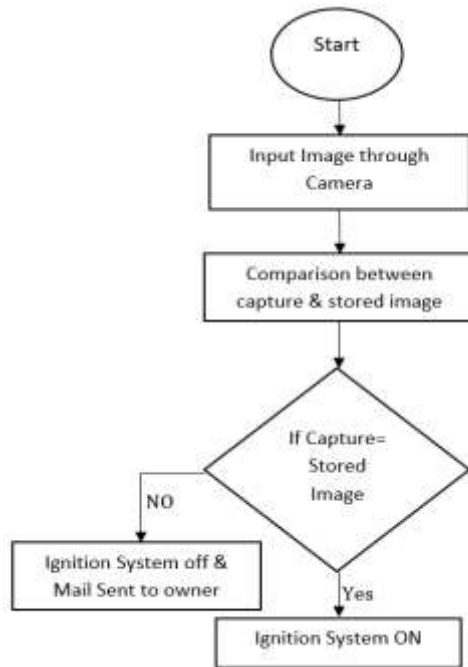 Start
Input Image through
Camera
Comparison between
capture & stored image
If Capture=
Stored
Image
NO
Ignition System off &
Mail Sent to owner
Yes
Ignition System ON